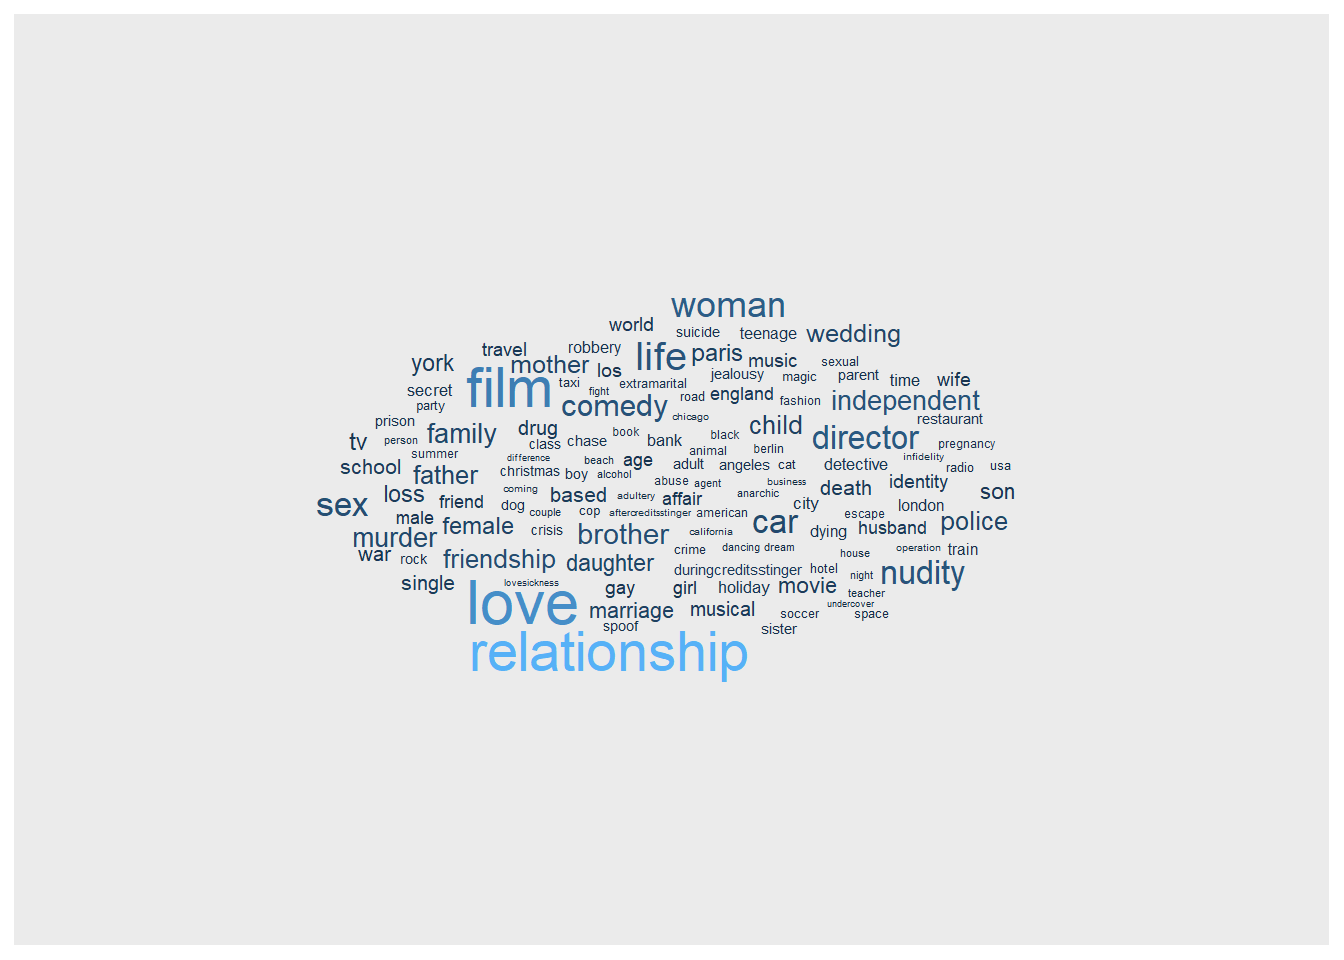 woman
world suicide teenage wedding
travel robbery life paris music sexual
york mother los jealousy magic parent time wife
secret film taxi fight extramarital road england fashion independent
party comedy chicago restaurant
prison drug book child director
tv person family class chase bank black pregnancy
summer difference beach age animal berlin infidelity
school father christmas boy alcohol adult angeles cat detective radio usa
sex loss coming based abuse agent business death identity son
friend dog adultery affair anarchic city london
male female couple cop aftercreditsstinger american car escape police
murder crisis brother california dying husband
war rock friendship daughter crime dancing dream house operation train
single lovesickness duringcreditsstinger hotel night nudity
love gay girl holiday movie teacher
marriage musical soccer undercover space
spoof sister
relationship